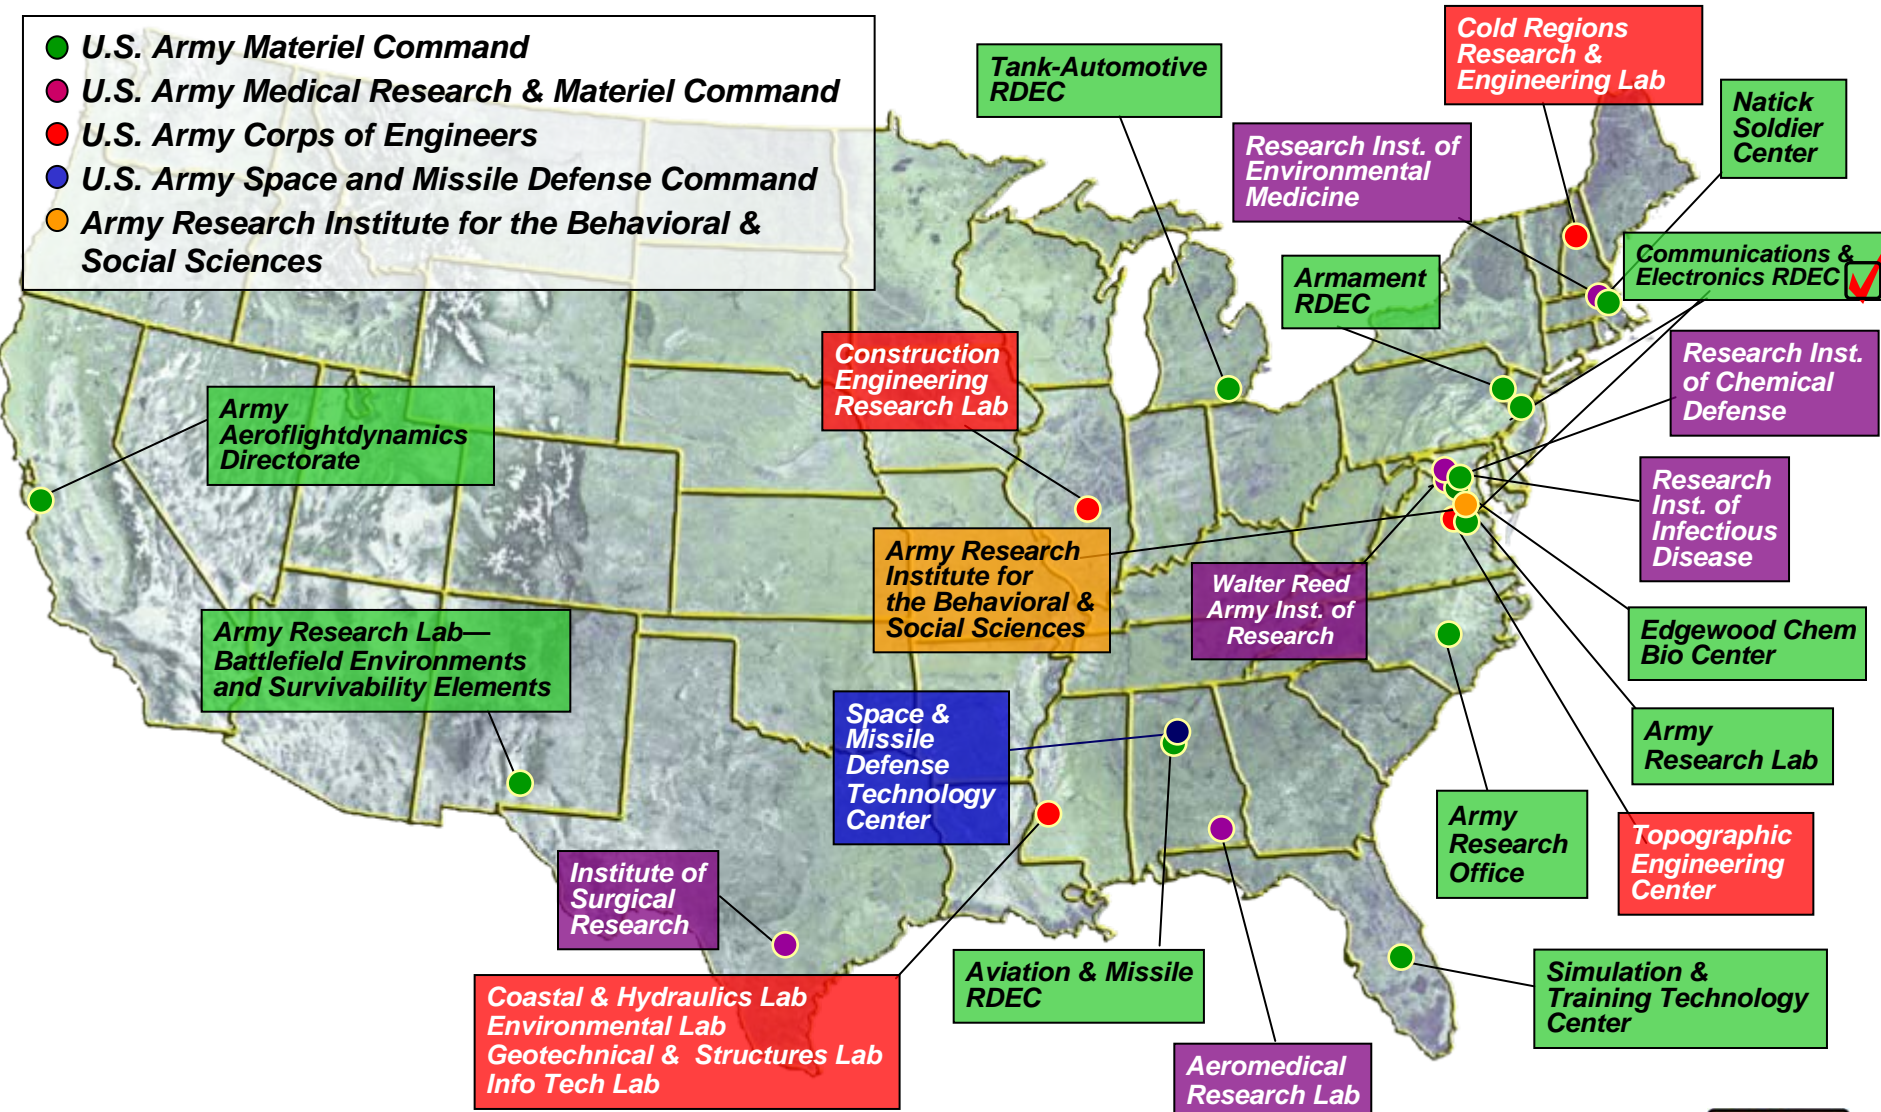 U.S. Army Materiel Command
U.S. Army Medical Research & Materiel Command
U.S. Army Corps of Engineers
U.S. Army Space and Missile Defense Command
Army Research Institute for the Behavioral &
Social Sciences
Tank-Automotive
RDEC
Cold Regions
Research &
Engineering Lab
Natick
Soldier
Center
Research Inst. of
Environmental
Medicine
Communications &
Electronics RDEC
Armament
RDEC
Construction
Engineering
Research Lab
Research Inst.
of Chemical
Defense
Army
Aeroflightdynamics
Directorate
Research
Inst. of
Infectious
Disease
Army Research
Institute for
the Behavioral &
Social Sciences
Walter Reed
Army Inst. of
Research
Army Research Lab—
Battlefield Environments
and Survivability Elements
Edgewood Chem
Bio Center
Space &
Missile
Defense
Technology
Center
Army
Research Lab
Army
Research
Office
Topographic
Engineering
Center
Institute of
Surgical
Research
Coastal & Hydraulics Lab
Environmental Lab
Geotechnical & Structures Lab
Info Tech Lab
Aviation & Missile
RDEC
Simulation &
Training Technology
Center
Aeromedical
Research Lab